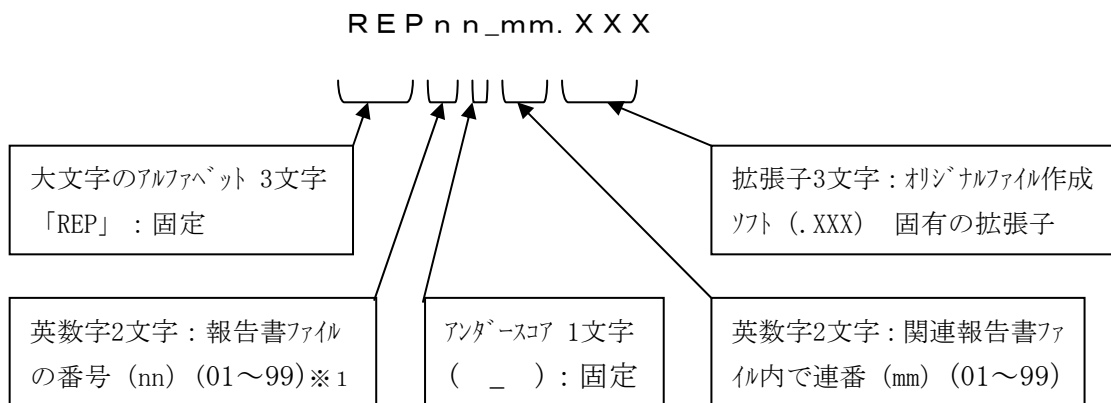 ＲＥＰｎｎ_ｍｍ.ＸＸＸ
大文字のｱﾙﾌｧﾍﾞｯﾄ 3文字
「REP」：固定
拡張子3文字：ｵﾘｼﾞﾅﾙﾌｧｲﾙ作成
ｿﾌﾄ（.XXX） 固有の拡張子
英数字2文字：報告書ﾌｧｲﾙ
の番号（nn）(01～99)※1
ｱﾝﾀﾞｰｽｺｱ 1文字
（ _ ）：固定
英数字2文字：関連報告書ﾌｧ
ｲﾙ内で連番（mm）(01～99)